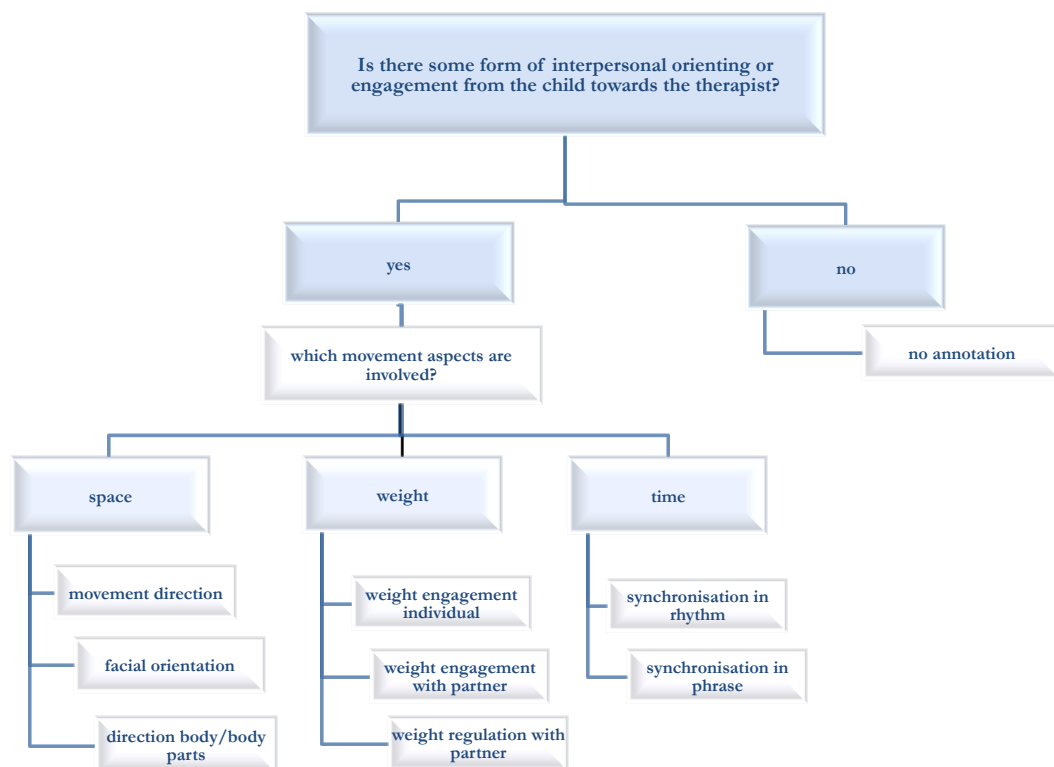 Is there some form of interpersonal orienting or
engagement from the child towards the therapist?
yes
no
which movement aspects are
involved?
no annotation
space
weight
time
movement direction
facial orientation
direction body/body
parts
weight engagement
individual
weight engagement
with partner
weight regulation with
partner
synchronisation in
rhythm
synchronisation in
phrase